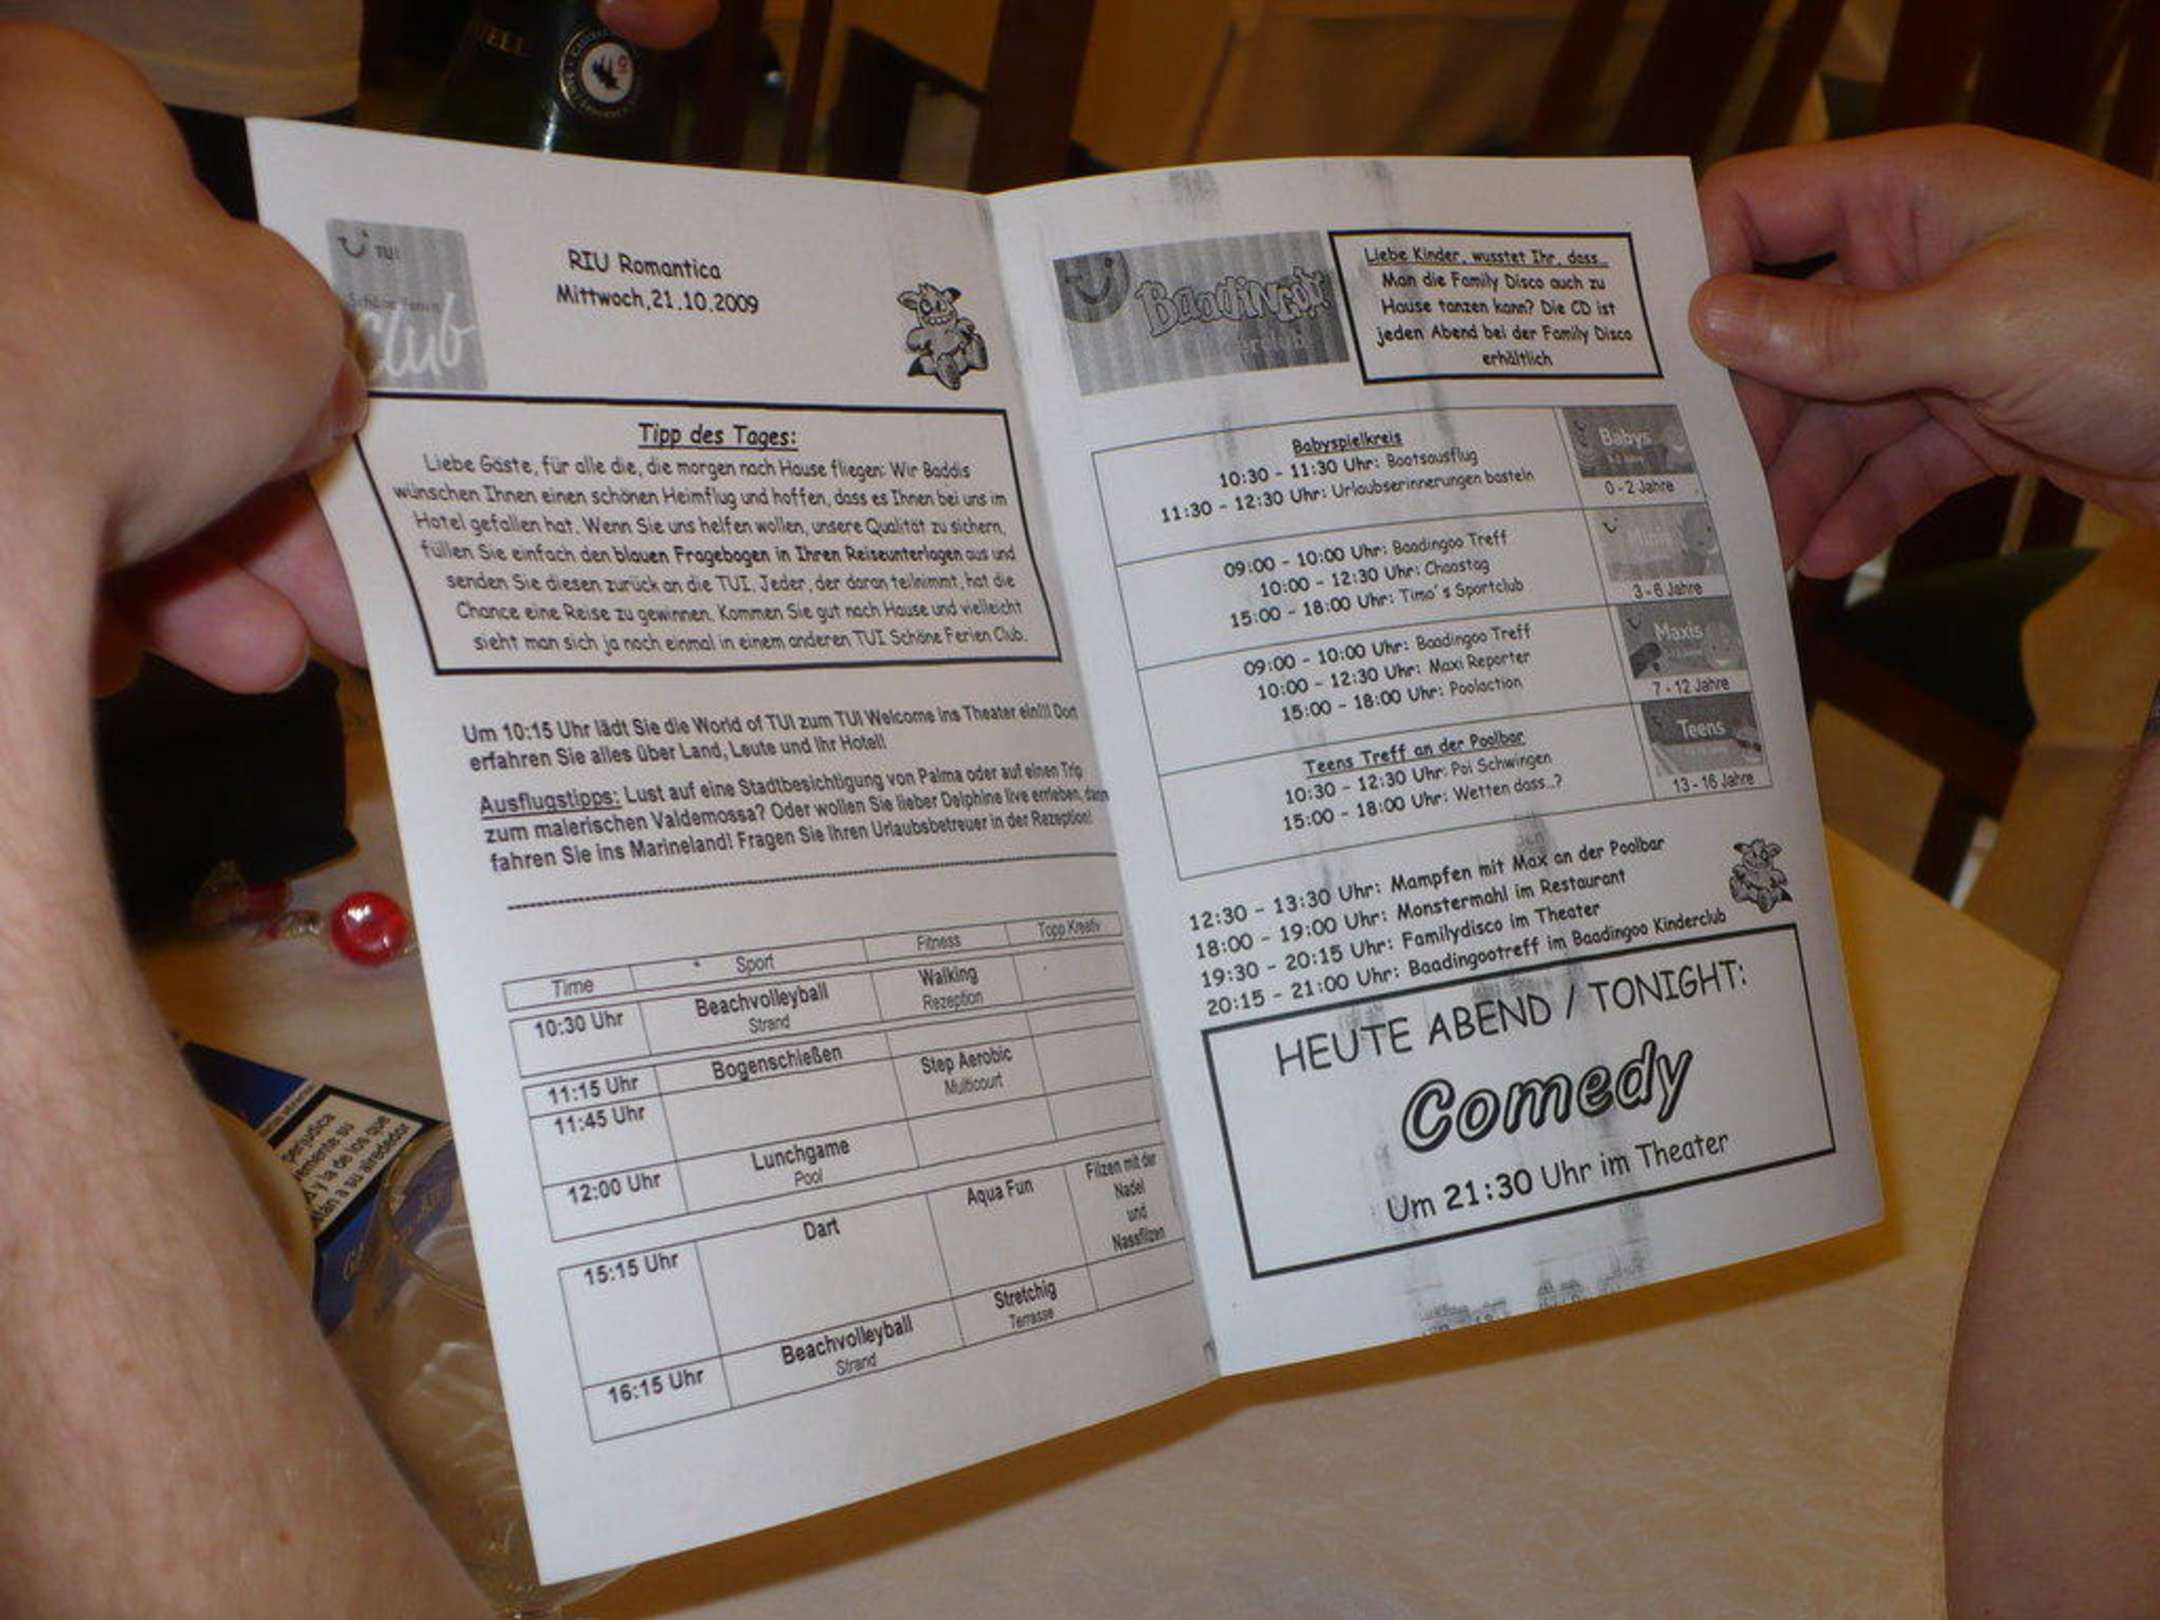 TUI
Schöne Ferien
Club
RIU Romantica
Mittwoch,21.10.2009
Tipp des Tages:
Liebe Gäste, für alle die, die morgen nach Hause fliegen: Wir Baddis
wünschen Ihnen einen schönen Heimflug und hoffen, dass es Ihnen bei uns im
Hotel gefallen hat. Wenn Sie uns helfen wollen, unsere Qualität zu sichern,
füllen Sie einfach den blauen Fragebogen in Ihren Reiseunterlagen aus und
senden Sie diesen zurück an die TUI. Jeder, der daran teilnimmt, hat die
Chance eine Reise zu gewinnen. Kommen Sie gut nach Hause und vielleicht
sieht man sich ja noch einmal in einem anderen TUI Schöne Ferien Club.
Um 10:15 Uhr lädt Sie die World of TUI zum TUI Welcome ins Theater ein!!! Dort
erfahren Sie alles über Land, Leute und Ihr Hotel!
Ausflugstipps: Lust auf eine Stadtbesichtigung von Palma oder auf einen Trip
zum malerischen Valdemossa? Oder wollen Sie lieber Delphine live erleben, dann
fahren Sie ins Marineland! Fragen Sie Ihren Urlaubsbetreuer in der Rezeption!
Time Sport Fitness Topp Kreativ
10:30 Uhr Beachvolleyball Walking
Strand Rezeption
11:15 Uhr Bogenschießen Step Aerobic
11:45 Uhr Multicourt
12:00 Uhr Lunchgame
Pool
15:15 Uhr Dart Aqua Fun Filzen mit der
Nadel
und
Nassfilzen
16:15 Uhr Beachvolleyball Stretchig
Strand Terrasse
Baadingoo
Liebe Kinder, wusstet Ihr, dass...
Man die Family Disco auch zu
Hause tanzen kann? Die CD ist
jeden Abend bei der Family Disco
erhältlich
Babyspielkreis
10:30 - 11:30 Uhr: Bootsausflug
11:30 - 12:30 Uhr: Urlaubserinnerungen basteln
Babys
0 - 2 Jahre
09:00 - 10:00 Uhr: Baadingoo Treff
10:00 - 12:30 Uhr: Chaostag
15:00 - 18:00 Uhr: Timo's Sportclub
Minis
3 - 6 Jahre
09:00 - 10:00 Uhr: Baadingoo Treff
10:00 - 12:30 Uhr: Maxi Reporter
15:00 - 18:00 Uhr: Poolaction
Maxis
7 - 12 Jahre
Teens Treff an der Poolbar
10:30 - 12:30 Uhr: Poi Schwingen
15:00 - 18:00 Uhr: Wetten dass..?
Teens
13 - 16 Jahre
12:30 - 13:30 Uhr: Mampfen mit Max an der Poolbar
18:00 - 19:00 Uhr: Monstermahl im Restaurant
19:30 - 20:15 Uhr: Familydisco im Theater
20:15 - 21:00 Uhr: Baadingootreff im Baadingoo Kinderclub
HEUTE ABEND / TONIGHT:
Comedy
Um 21:30 Uhr im Theater
perjudica
su
y la de los que
a su alrededor